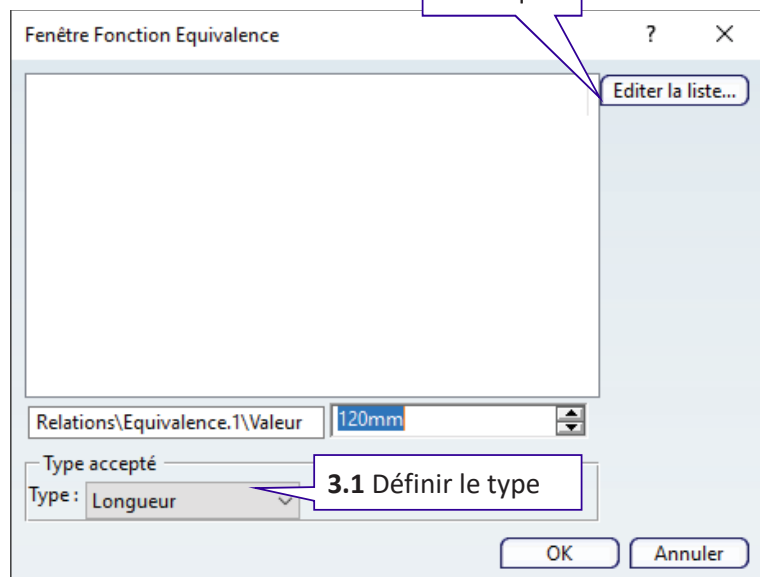 Fenêtre Fonction Equivalence ? ✕
Editer la liste...
Relations\Equivalence.1\Valeur 120mm
Type accepté
Type : Longueur
3.1 Définir le type
OK Annuler